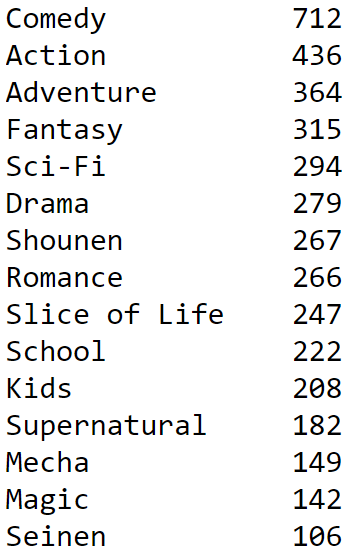 Comedy 712
Action 436
Adventure 364
Fantasy 315
Sci-Fi 294
Drama 279
Shounen 267
Romance 266
Slice of Life 247
School 222
Kids 208
Supernatural 182
Mecha 149
Magic 142
Seinen 106